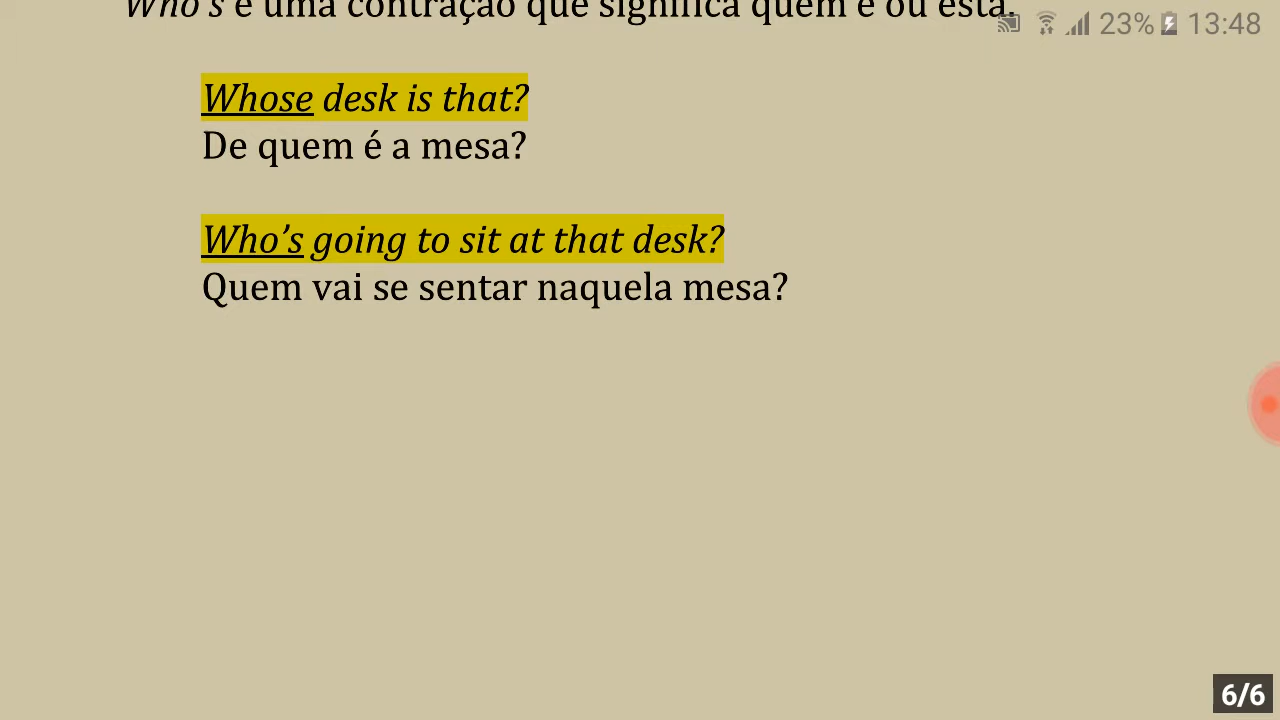 Who's é uma contração que significa quem é ou está.
23% 13:48
Whose desk is that?
De quem é a mesa?
Who’s going to sit at that desk?
Quem vai se sentar naquela mesa?
6/6